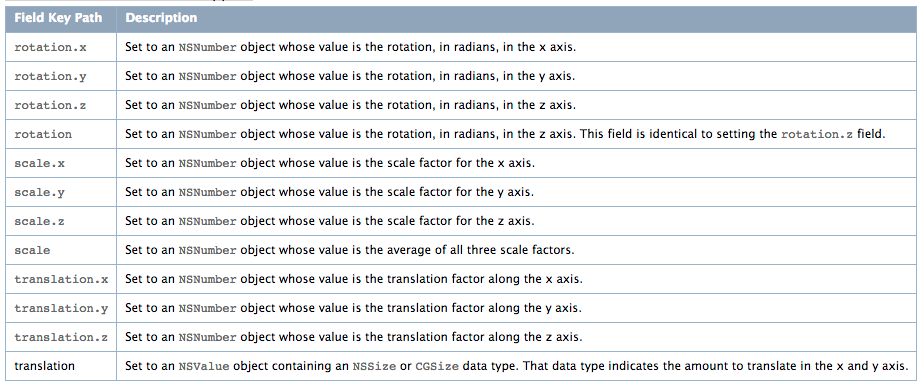 Field Key Path Description
rotation.x Set to an NSNumber object whose value is the rotation, in radians, in the x axis.
rotation.y Set to an NSNumber object whose value is the rotation, in radians, in the y axis.
rotation.z Set to an NSNumber object whose value is the rotation, in radians, in the z axis.
rotation Set to an NSNumber object whose value is the rotation, in radians, in the z axis. This field is identical to setting the rotation.z field.
scale.x Set to an NSNumber object whose value is the scale factor for the x axis.
scale.y Set to an NSNumber object whose value is the scale factor for the y axis.
scale.z Set to an NSNumber object whose value is the scale factor for the z axis.
scale Set to an NSNumber object whose value is the average of all three scale factors.
translation.x Set to an NSNumber object whose value is the translation factor along the x axis.
translation.y Set to an NSNumber object whose value is the translation factor along the y axis.
translation.z Set to an NSNumber object whose value is the translation factor along the z axis.
translation Set to an NSValue object containing an NSSize or CGSize data type. That data type indicates the amount to translate in the x and y axis.